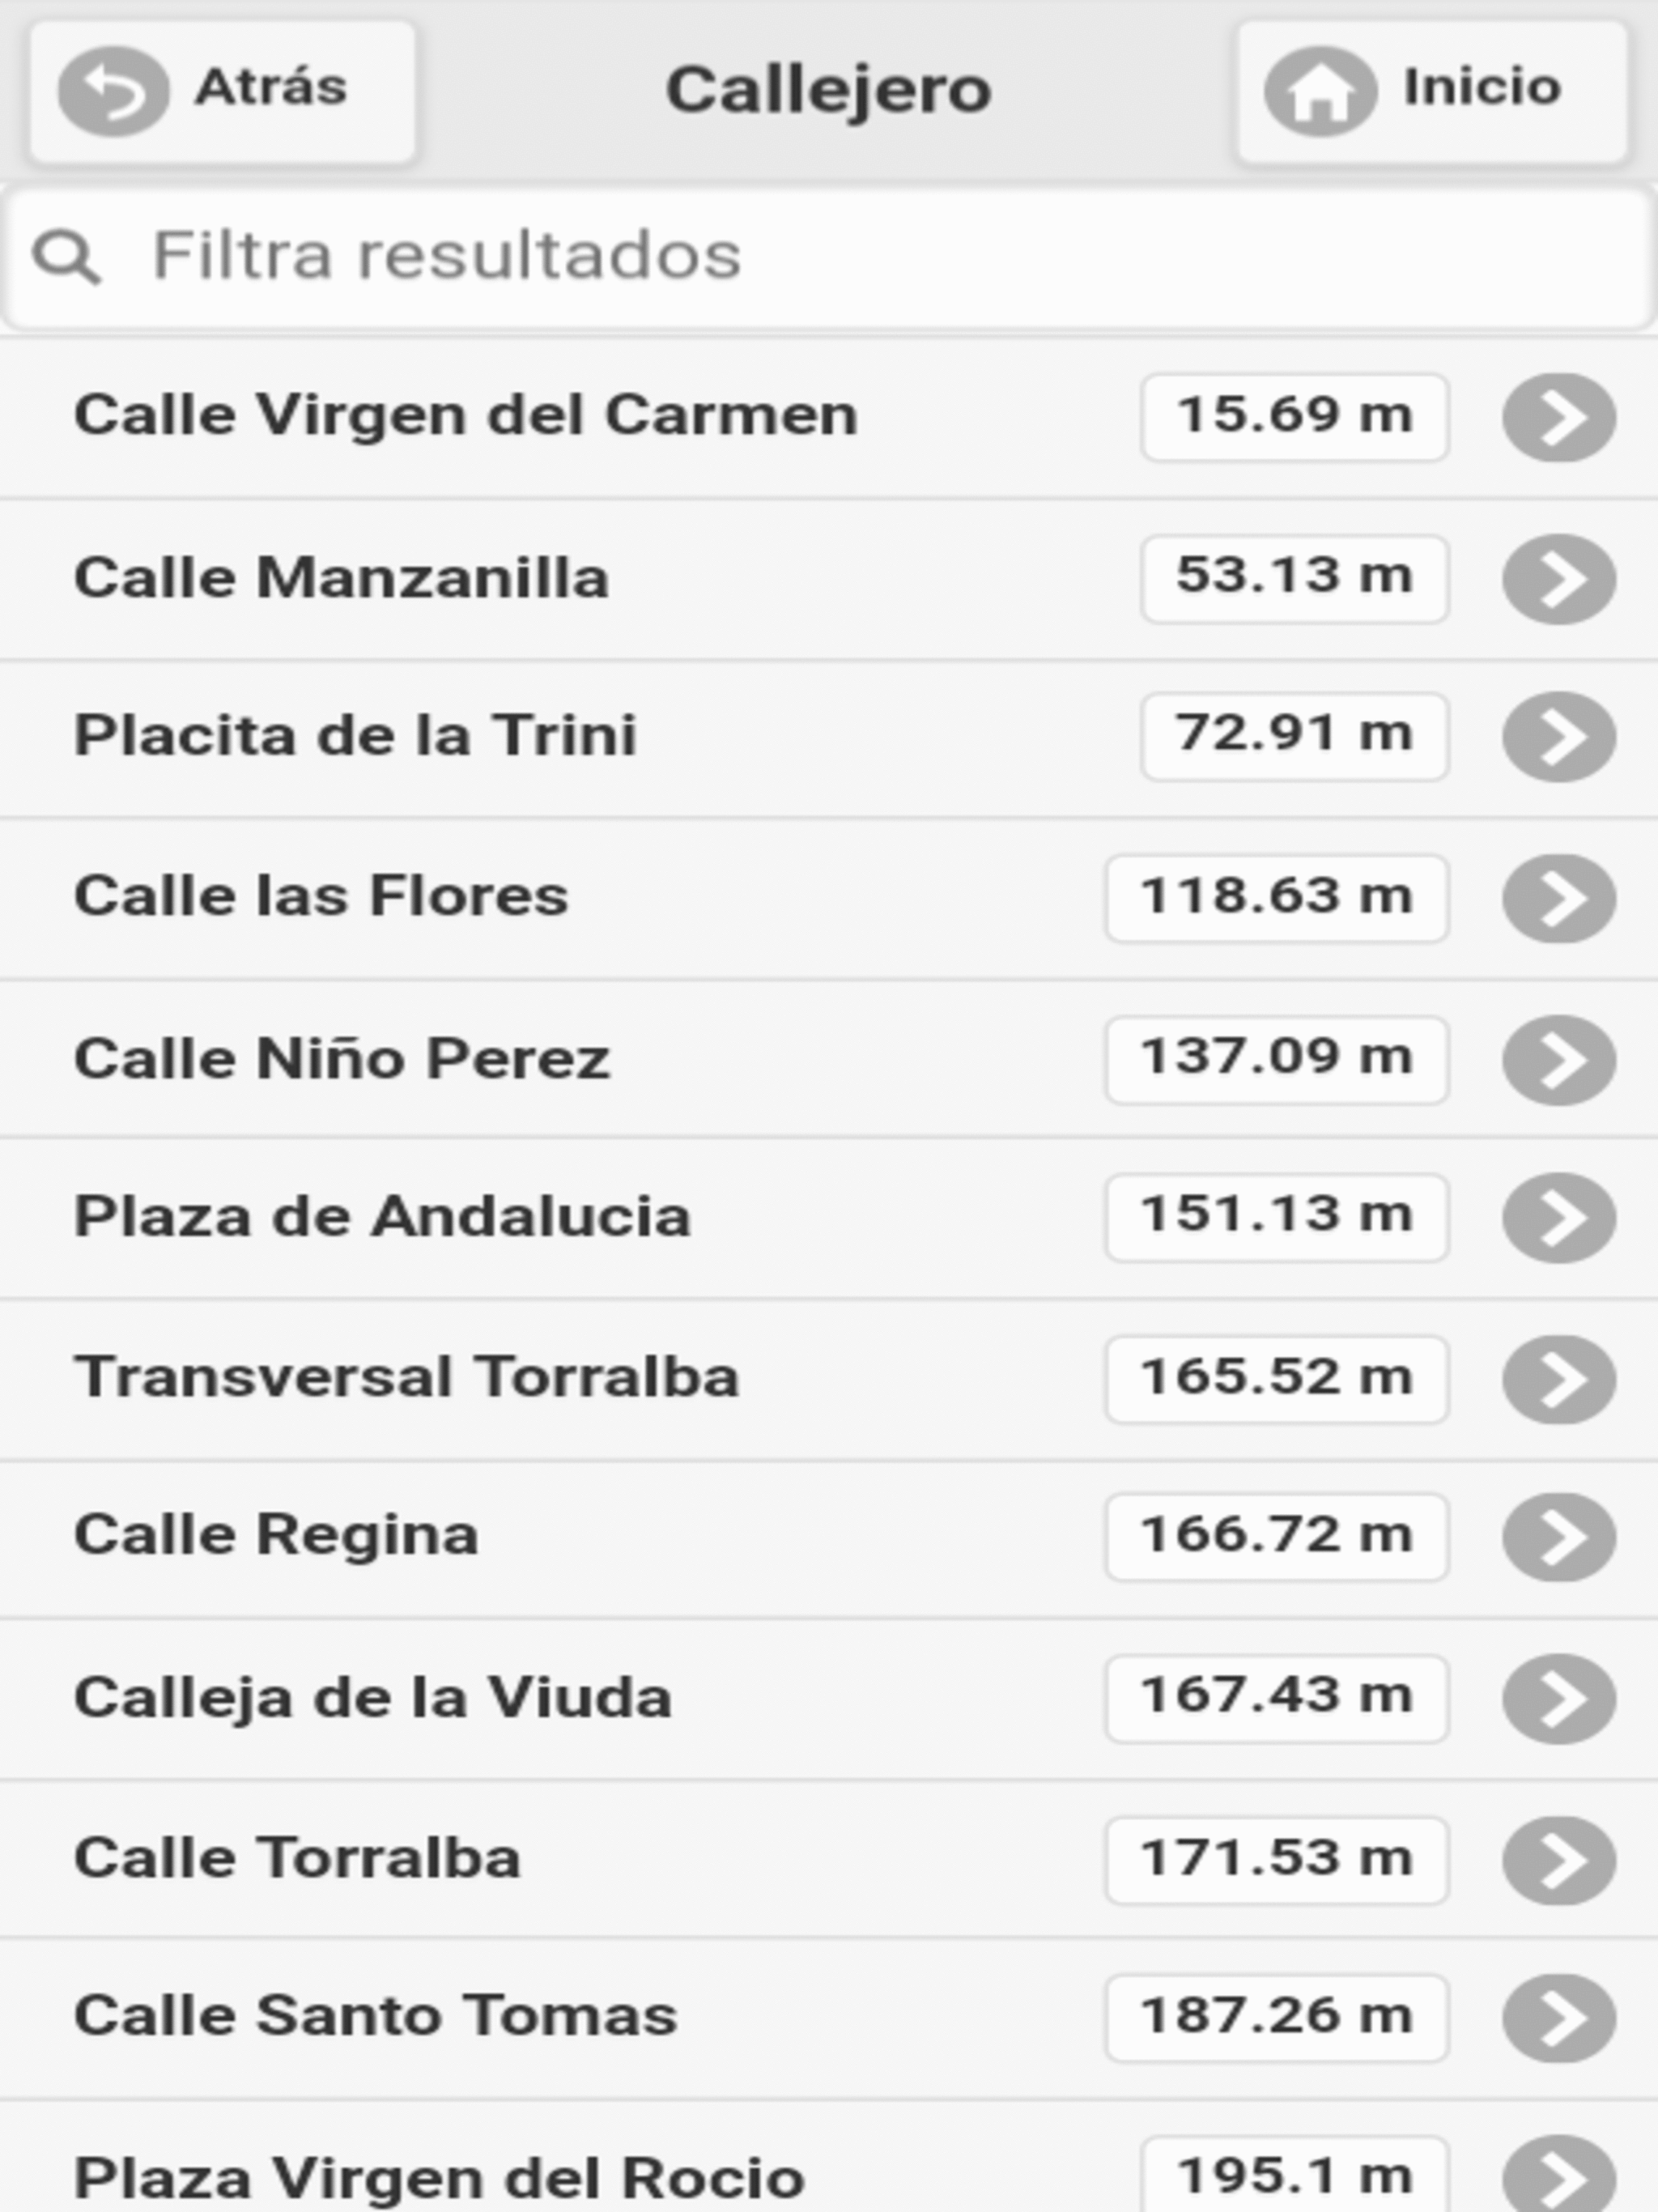 Atrás Callejero Inicio
Filtra resultados
Calle Virgen del Carmen 15.69 m
Calle Manzanilla 53.13 m
Placita de la Trini 72.91 m
Calle las Flores 118.63 m
Calle Niño Perez 137.09 m
Plaza de Andalucia 151.13 m
Transversal Torralba 165.52 m
Calle Regina 166.72 m
Calleja de la Viuda 167.43 m
Calle Torralba 171.53 m
Calle Santo Tomas 187.26 m
Plaza Virgen del Rocio 195.1 m